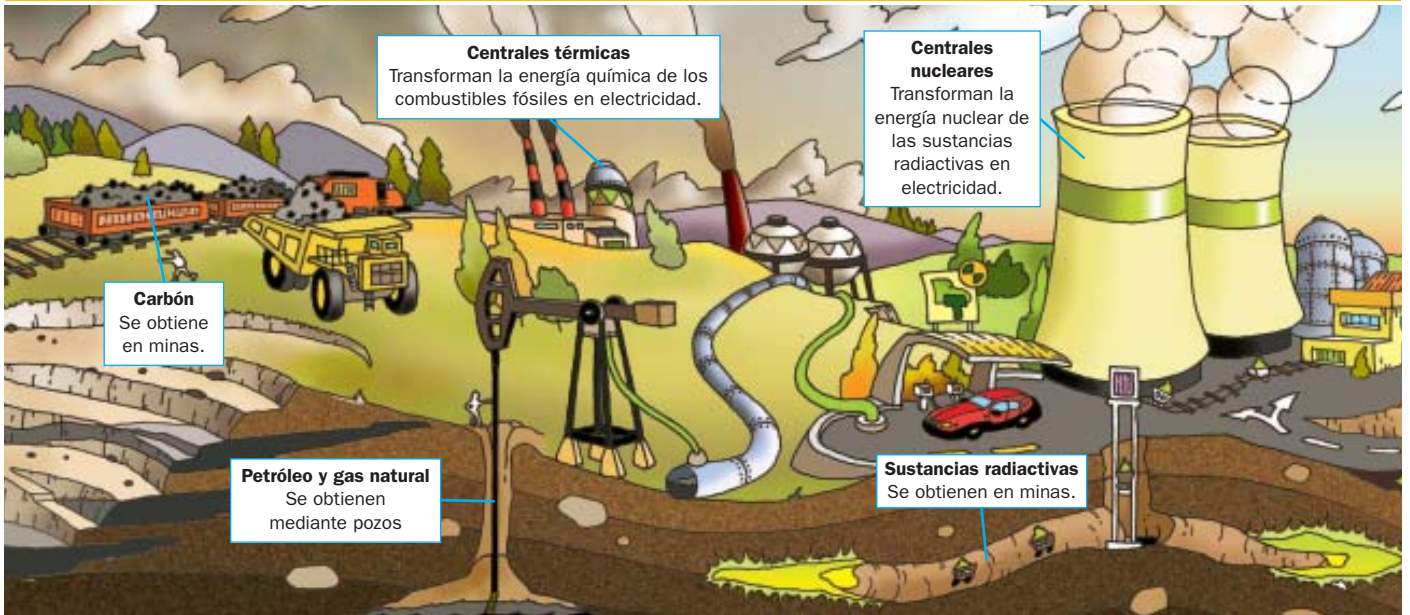 Centrales térmicas
Transforman la energía química de los
combustibles fósiles en electricidad.
Centrales
nucleares
Transforman la
energía nuclear de
las sustancias
radiactivas en
electricidad.
Carbón
Se obtiene
en minas.
Petróleo y gas natural
Se obtienen
mediante pozos
Sustancias radiactivas
Se obtienen en minas.